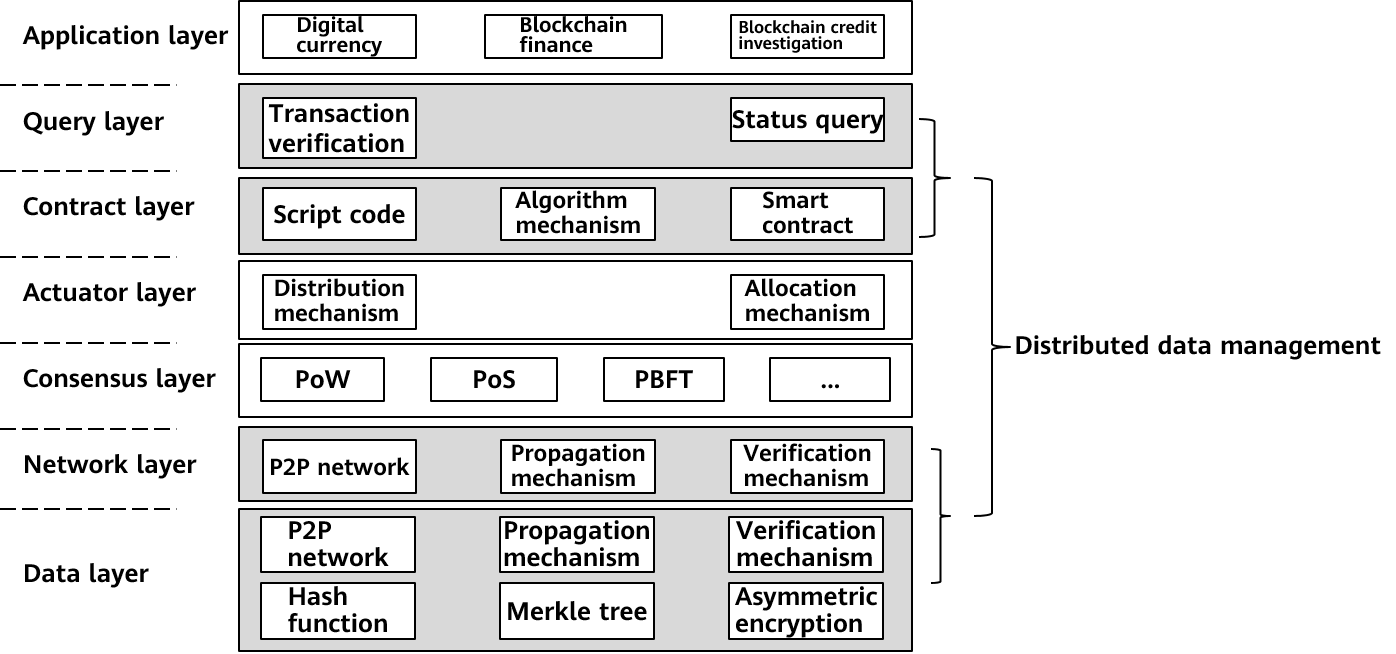 Application layer
Digital
currency
Blockchain
finance
Blockchain credit
investigation
Query layer
Transaction
verification
Status query
Contract layer
Script code
Algorithm
mechanism
Smart
contract
Actuator layer
Distribution
mechanism
Allocation
mechanism
Distributed data management
Consensus layer
PoW
PoS
PBFT
...
Network layer
P2P network
Propagation
mechanism
Verification
mechanism
Data layer
P2P
network
Propagation
mechanism
Verification
mechanism
Hash
function
Merkle tree
Asymmetric
encryption